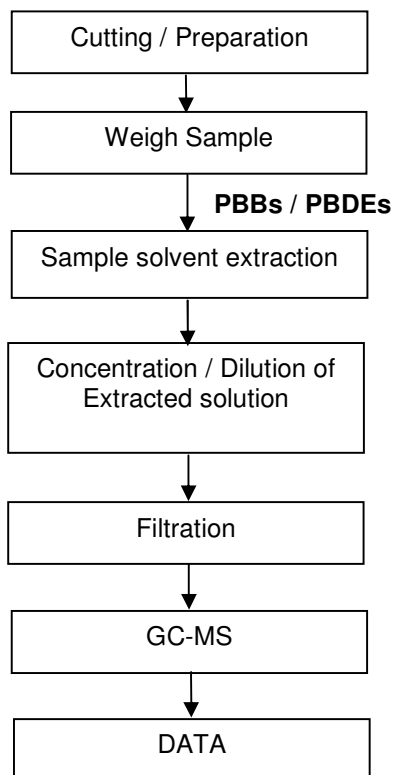 Cutting / Preparation
Weigh Sample
PBBs / PBDEs
Sample solvent extraction
Concentration / Dilution of
Extracted solution
Filtration
GC-MS
DATA